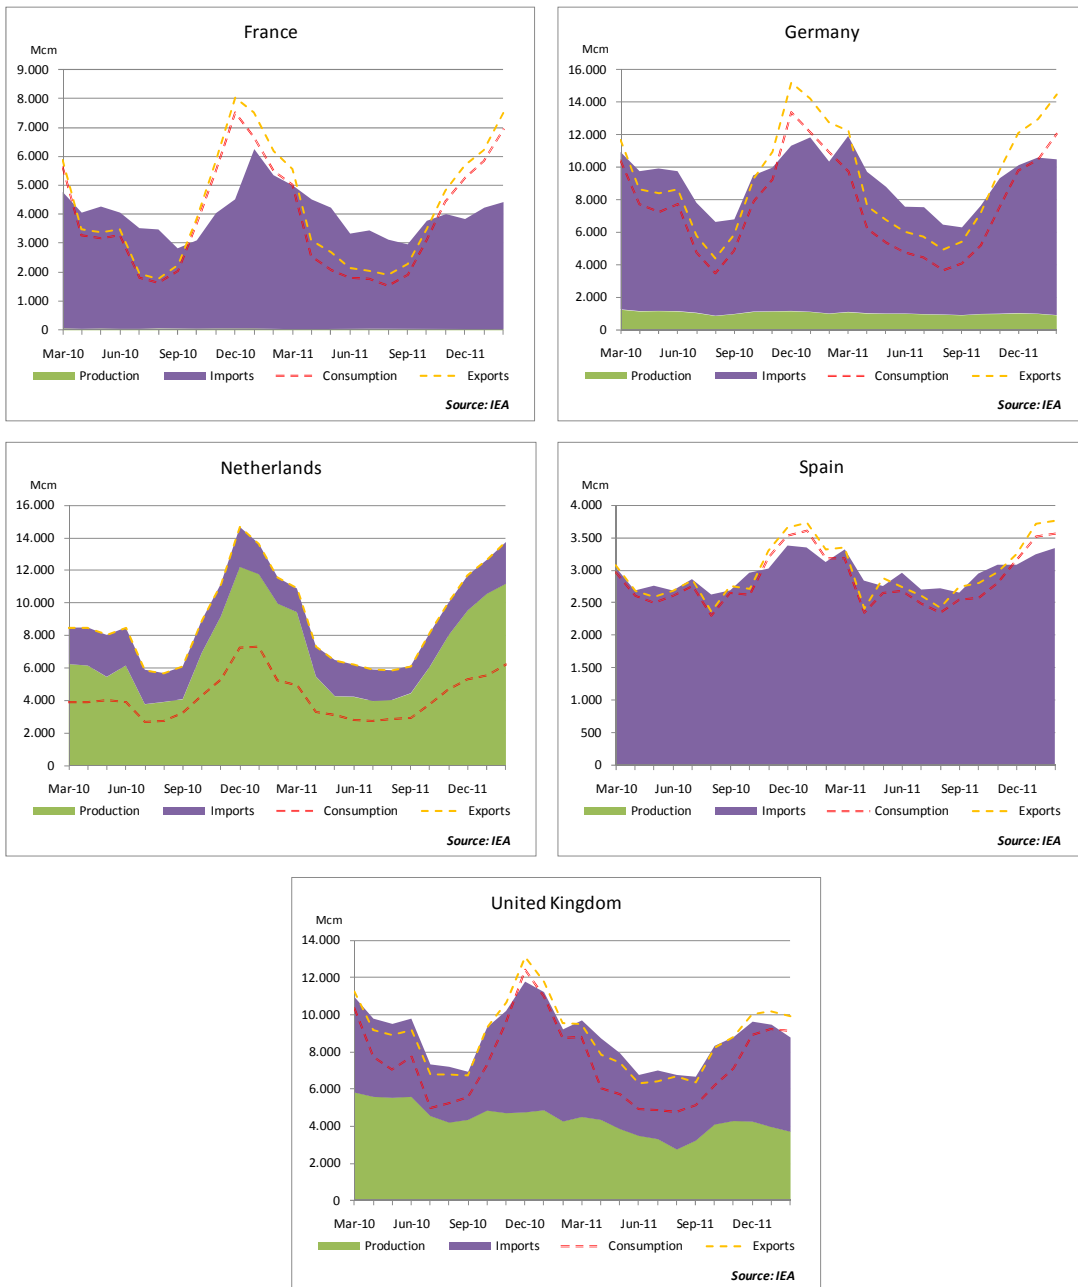 France
Mcm
9.000
8.000
7.000
6.000
5.000
4.000
3.000
2.000
1.000
0
Mar-10 Jun-10 Sep-10 Dec-10 Mar-11 Jun-11 Sep-11 Dec-11
Production Imports Consumption Exports
Source: IEA
Germany
Mcm
16.000
14.000
12.000
10.000
8.000
6.000
4.000
2.000
0
Mar-10 Jun-10 Sep-10 Dec-10 Mar-11 Jun-11 Sep-11 Dec-11
Production Imports Consumption Exports
Source: IEA
Netherlands
Mcm
16.000
14.000
12.000
10.000
8.000
6.000
4.000
2.000
0
Mar-10 Jun-10 Sep-10 Dec-10 Mar-11 Jun-11 Sep-11 Dec-11
Production Imports Consumption Exports
Source: IEA
Spain
Mcm
4.000
3.500
3.000
2.500
2.000
1.500
1.000
500
0
Mar-10 Jun-10 Sep-10 Dec-10 Mar-11 Jun-11 Sep-11 Dec-11
Production Imports Consumption Exports
Source: IEA
United Kingdom
Mcm
14.000
12.000
10.000
8.000
6.000
4.000
2.000
0
Mar-10 Jun-10 Sep-10 Dec-10 Mar-11 Jun-11 Sep-11 Dec-11
Production Imports Consumption Exports
Source: IEA